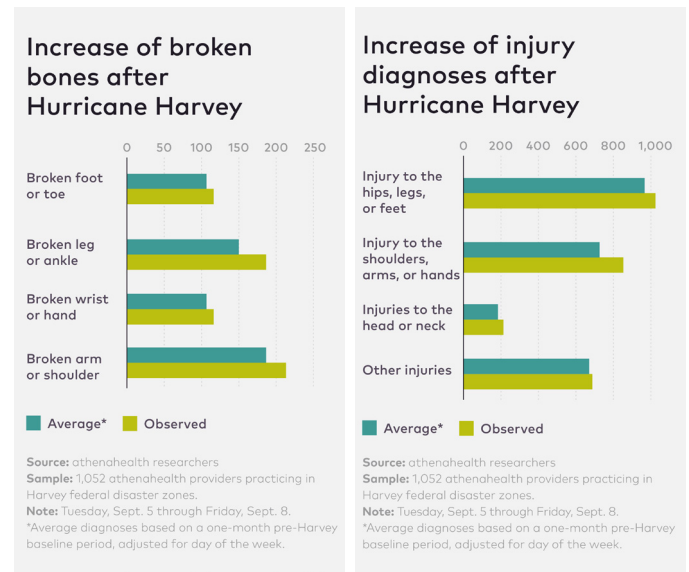 Increase of broken
bones after
Hurricane Harvey
0 50 100 150 200 250
Broken foot
or toe
Broken leg
or ankle
Broken wrist
or hand
Broken arm
or shoulder
Average* Observed
Source: athenahealth researchers
Sample: 1,052 athenahealth providers practicing in
Harvey federal disaster zones.
Note: Tuesday, Sept. 5 through Friday, Sept. 8.
*Average diagnoses based on a one-month pre-Harvey
baseline period, adjusted for day of the week.
Increase of injury
diagnoses after
Hurricane Harvey
0 200 400 600 800 1,000
Injury to the
hips, legs,
or feet
Injury to the
shoulders,
arms, or hands
Injuries to the
head or neck
Other injuries
Average* Observed
Source: athenahealth researchers
Sample: 1,052 athenahealth providers practicing in
Harvey federal disaster zones.
Note: Tuesday, Sept. 5 through Friday, Sept. 8.
*Average diagnoses based on a one-month pre-Harvey
baseline period, adjusted for day of the week.